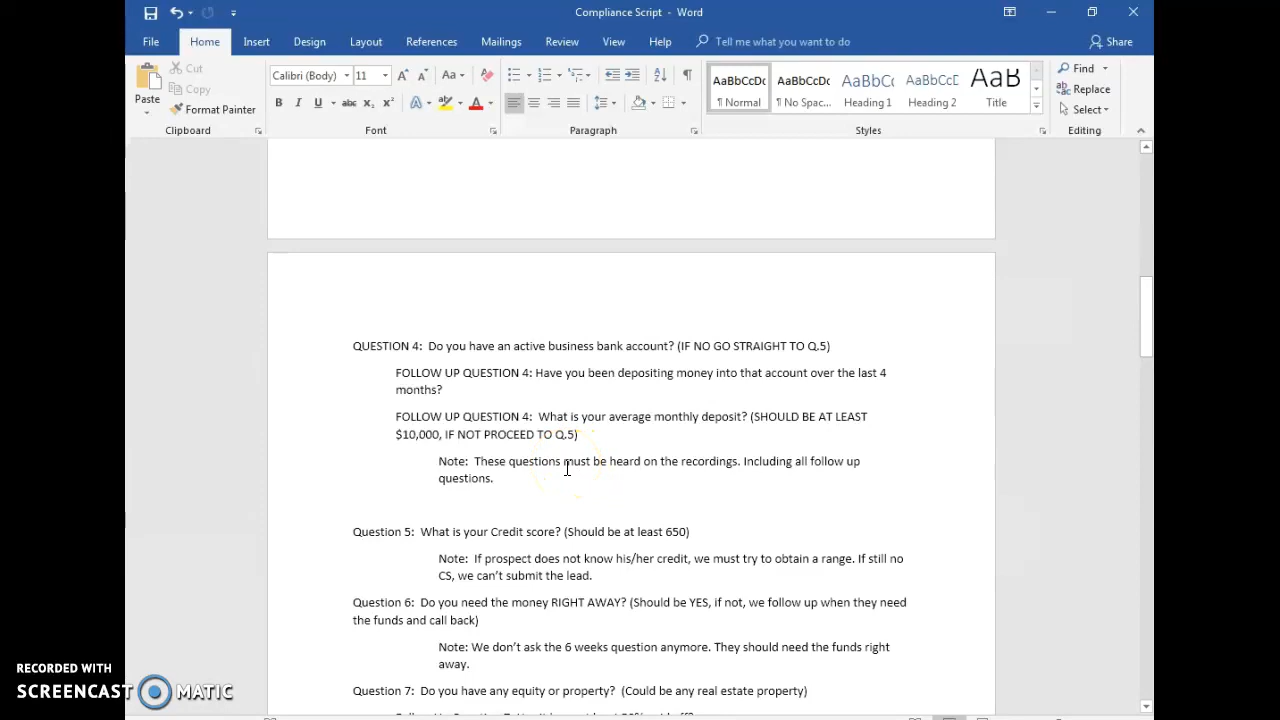 Compliance Script - Word
File Home Insert Design Layout References Mailings Review View Help Tell me what you want to do Share
Paste Cut Copy Format Painter
Calibri (Body) 11
AaBbCcDc AaBbCcDc AaBbCc AaBbCcD AaB
¶ Normal ¶ No Spac... Heading 1 Heading 2 Title
Find Replace Select
Clipboard Font Paragraph Styles Editing
QUESTION 4: Do you have an active business bank account? (IF NO GO STRAIGHT TO Q.5)
FOLLOW UP QUESTION 4: Have you been depositing money into that account over the last 4
months?
FOLLOW UP QUESTION 4: What is your average monthly deposit? (SHOULD BE AT LEAST
$10,000, IF NOT PROCEED TO Q.5)
Note: These questions must be heard on the recordings. Including all follow up
questions.
Question 5: What is your Credit score? (Should be at least 650)
Note: If prospect does not know his/her credit, we must try to obtain a range. If still no
CS, we can’t submit the lead.
Question 6: Do you need the money RIGHT AWAY? (Should be YES, if not, we follow up when they need
the funds and call back)
Note: We don’t ask the 6 weeks question anymore. They should need the funds right
away.
Question 7: Do you have any equity or property? (Could be any real estate property)
RECORDED WITH
SCREENCAST MATIC